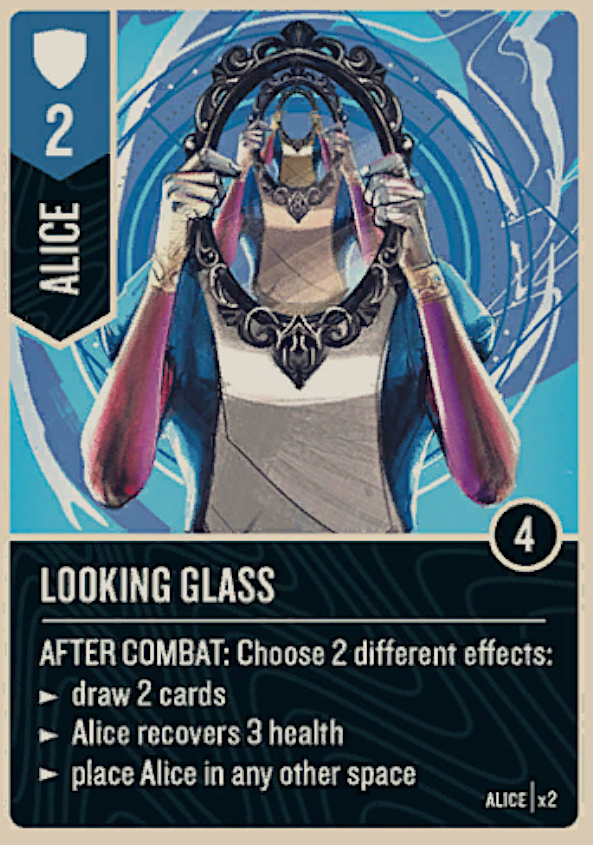 2
ALICE
4
LOOKING GLASS
AFTER COMBAT: Choose 2 different effects:
► draw 2 cards
► Alice recovers 3 health
► place Alice in any other space
ALICE | x2